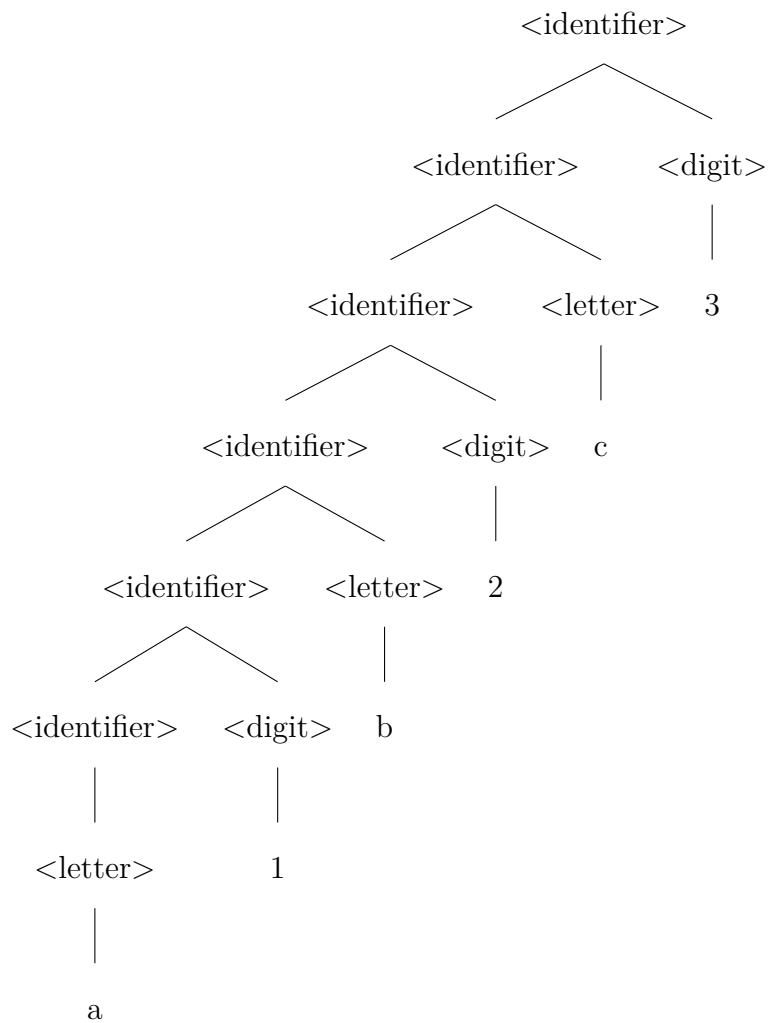 <identifier>
<identifier> <digit>
<identifier> <letter> 3
<identifier> <digit> c
<identifier> <letter> 2
<identifier> <digit> b
<letter> 1
a